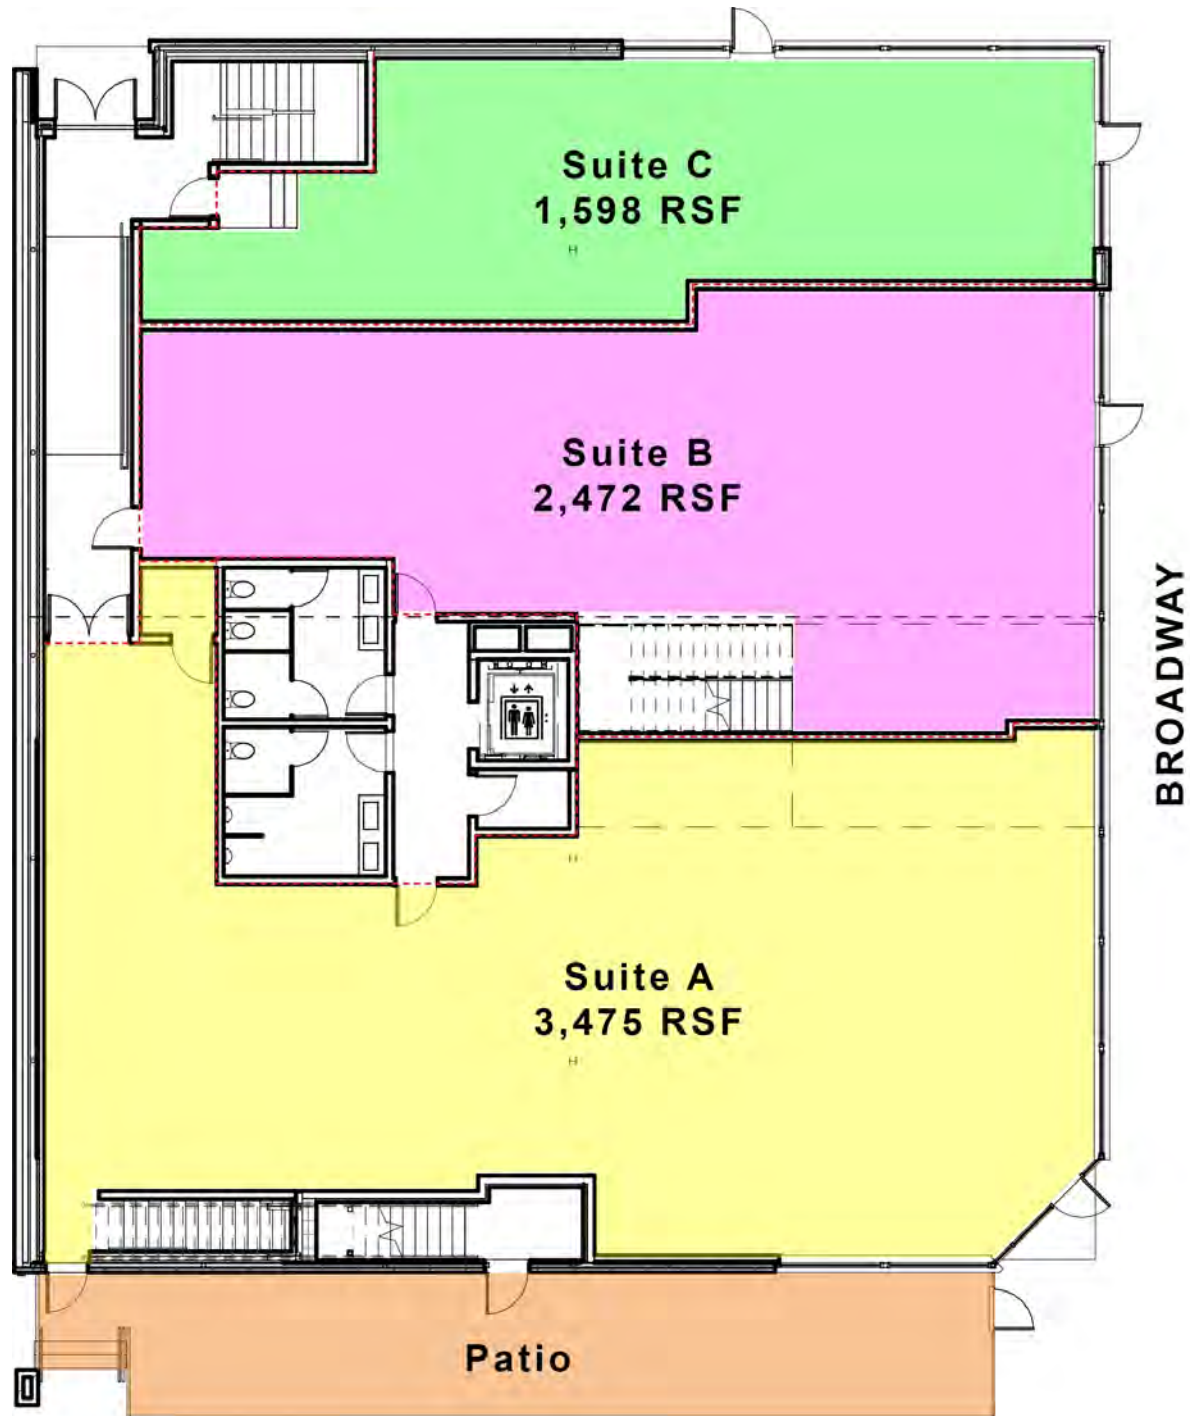 Suite C
1,598 RSF
Suite B
2,472 RSF
BROADWAY
Suite A
3,475 RSF
Patio